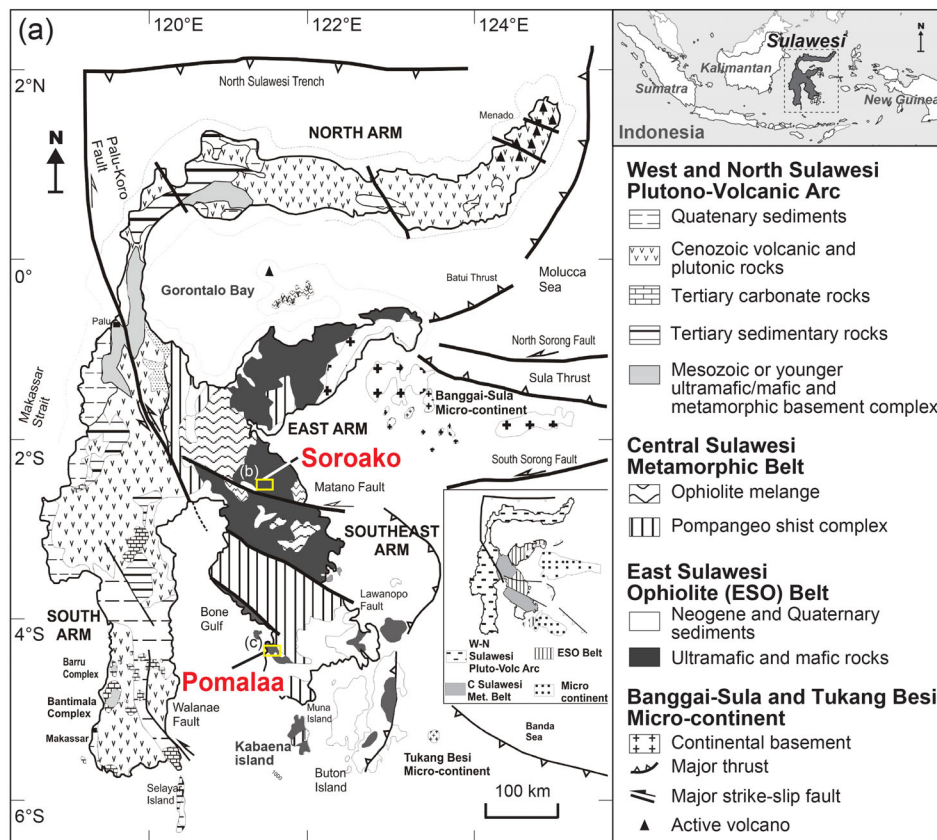 (a)
120°E
122°E
124°E
2°N
0°
2°S
4°S
6°S
N
North Sulawesi Trench
Menado
NORTH ARM
Palu-Koro
Fault
Gorontalo Bay
Molucca
Sea
Batui Thrust
Palu
North Sorong Fault
Sula Thrust
Makassar
Strait
Banggai-Sula
Micro-continent
EAST ARM
Soroako
(b)
South Sorong Fault
Matano Fault
SOUTHEAST
ARM
Lawanopo
Fault
SOUTH
ARM
Bone
Gulf
(c)
Pomalaa
Barru
Complex
Bantimala
Complex
Walanae
Fault
Makassar
Muna
Island
Kabaena
island
1000
Buton
Island
Tukang Besi
Micro-continent
Banda
Sea
Selayar
Island
100 km
W-N
Sulawesi
Pluto-Volc Arc
ESO Belt
C Sulawesi
Met. Belt
Micro
continent
Sulawesi
N
Kalimantan
Sumatra
New Guinea
Indonesia
West and North Sulawesi
Plutono-Volcanic Arc
Quatenary sediments
Cenozoic volcanic and
plutonic rocks
Tertiary carbonate rocks
Tertiary sedimentary rocks
Mesozoic or younger
ultramafic/mafic and
metamorphic basement complex
Central Sulawesi
Metamorphic Belt
Ophiolite melange
Pompangeo shist complex
East Sulawesi
Ophiolite (ESO) Belt
Neogene and Quaternary
sediments
Ultramafic and mafic rocks
Banggai-Sula and Tukang Besi
Micro-continent
Continental basement
Major thrust
Major strike-slip fault
Active volcano